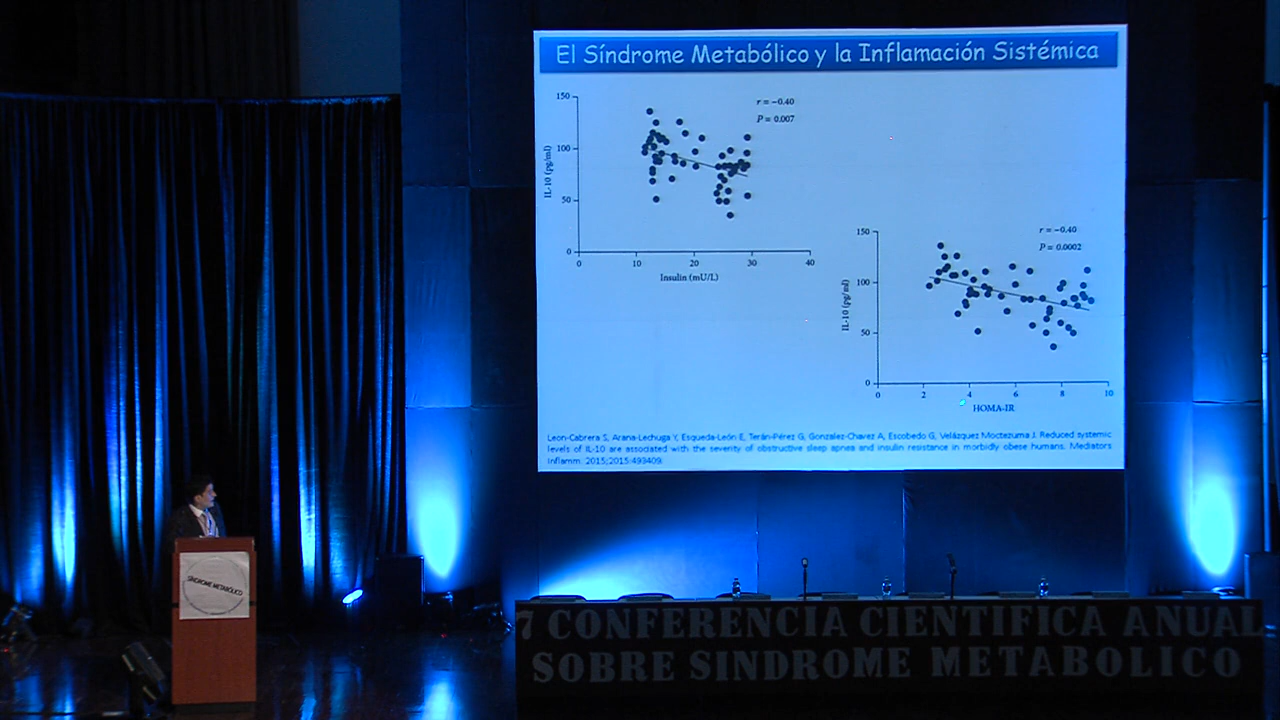 El Síndrome Metabólico y la Inflamación Sistémica
150
100
50
0
IL-10 (pg/ml)
r = −0.40
P = 0.007
0 10 20 30 40
Insulin (mU/L)
150
100
50
0
IL-10 (pg/ml)
r = −0.40
P = 0.0002
0 2 4 6 8 10
HOMA-IR
Leon-Cabrera S, Arana-Lechuga Y, Esqueda-León E, Terán-Pérez G, Gonzalez-Chavez A, Escobedo G, Velázquez Moctezuma J. Reduced systemic
levels of IL-10 are associated with the severity of obstructive sleep apnea and insulin resistance in morbidly obese humans. Mediators
Inflamm. 2015;2015:493409.
SÍNDROME METABÓLICO
7 CONFERENCIA CIENTIFICA ANUAL
SOBRE SINDROME METABOLICO